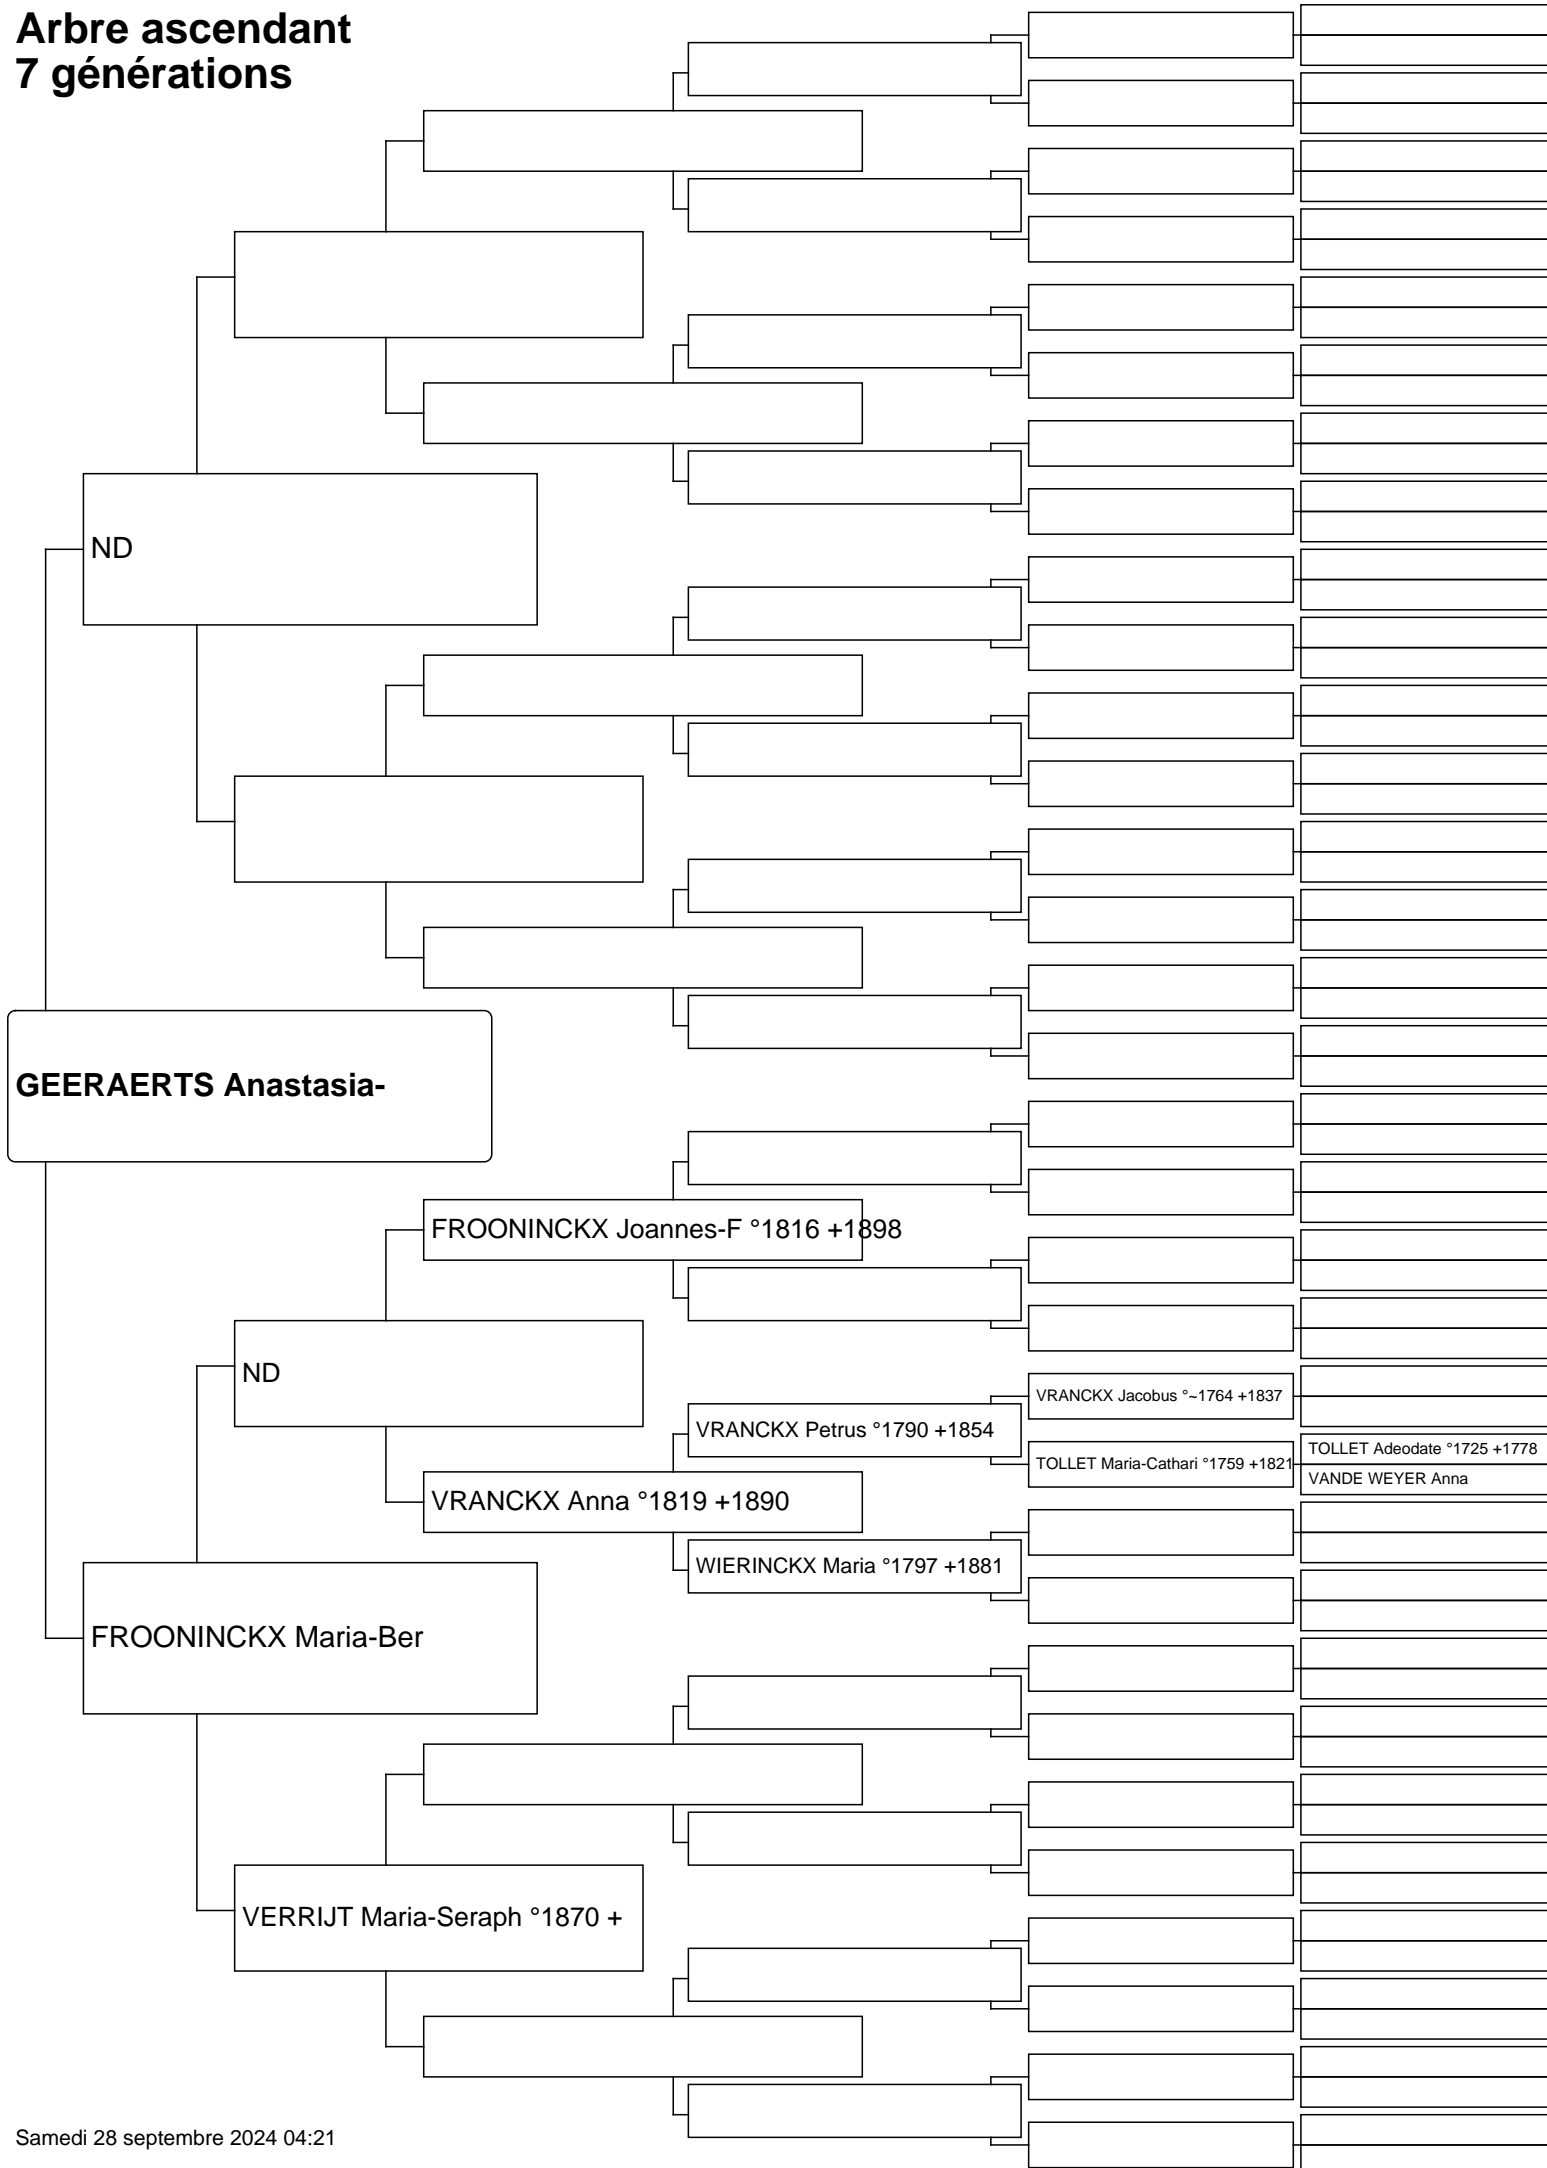 Arbre ascendant
7 générations
ND
GEERAERTS Anastasia-
FROONINCKX Joannes-F °1816 +1898
ND
VRANCKX Jacobus °~1764 +1837
VRANCKX Petrus °1790 +1854
TOLLET Adeodate °1725 +1778
TOLLET Maria-Cathari °1759 +1821
VANDE WEYER Anna
VRANCKX Anna °1819 +1890
WIERINCKX Maria °1797 +1881
FROONINCKX Maria-Ber
VERRIJT Maria-Seraph °1870 +
Samedi 28 septembre 2024 04:21